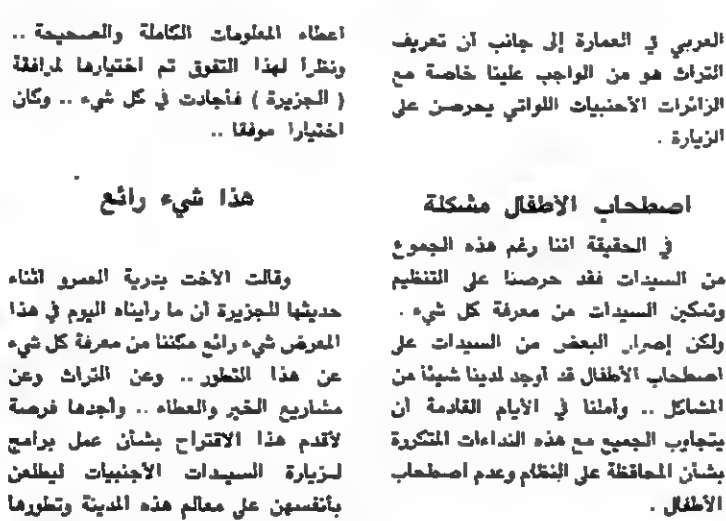 العربي في العمارة إلى جانب أن تعريف
التراث هو من الواجب علينا خاصة مع
الزائرات الأجنبيات اللواتي يحرصن على
الزيارة .
اصطحاب الأطفال مشكلة
في الحقيقة اننا رغم هذه الجموع
من السيدات فقد حرصنا على التنظيم
وتمكين السيدات من معرفة كل شيء .
ولكن إصرار البعض من السيدات على
اصطحاب الأطفال قد أوجد لدينا شيئا من
المشاكل .. وأملنا في الأيام القادمة أن
يتجاوب الجميع مع هذه النداءات المتكررة
بشأن المحافظة على النظام وعدم اصطحاب
الأطفال .
اعطاء المعلومات الكاملة والصحيحة ..
ونظرا لهذا التفوق تم اختيارها لمرافقة
( الجزيرة ) فأجادت في كل شيء .. وكان
اختيارا موفقا ..
هذا شيء رائع
وقالت الأخت بدرية العمرو اثناء
حديثها للجزيرة أن ما رأيناه اليوم في هذا
المعرض شيء رائع مكننا من معرفة كل شيء
عن هذا التطور .. وعن التراث وعن
مشاريع الخير والعطاء .. وأجدها فرصة
لأقدم هذا الاقتراح بشأن عمل برامج
لـزيارة السيـدات الأجنبيات ليطلعن
بأنفسهن على معالم هذه المدينة وتطورها